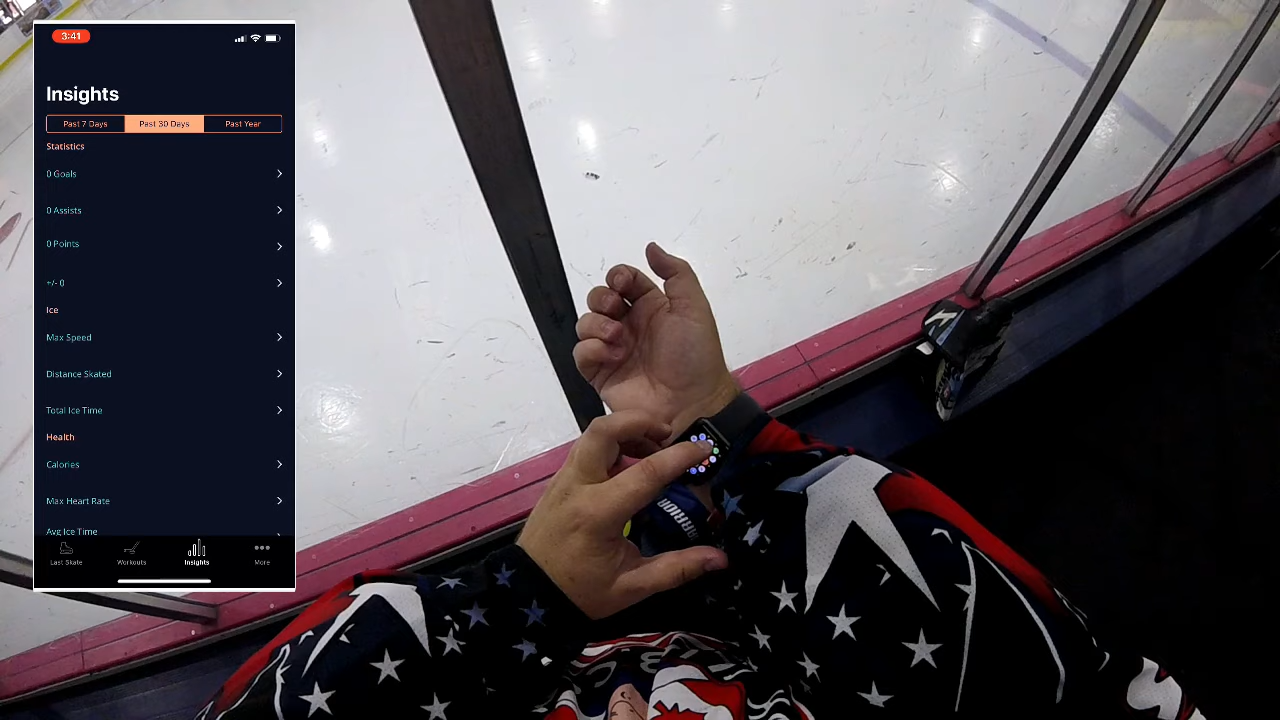 3:41
Insights
Past 7 Days Past 30 Days Past Year
Statistics
0 Goals
0 Assists
0 Points
+/- 0
Ice
Max Speed
Distance Skated
Total Ice Time
Health
Calories
Max Heart Rate
Avg Ice Time
Last Skate Workouts Insights More
WARRIOR